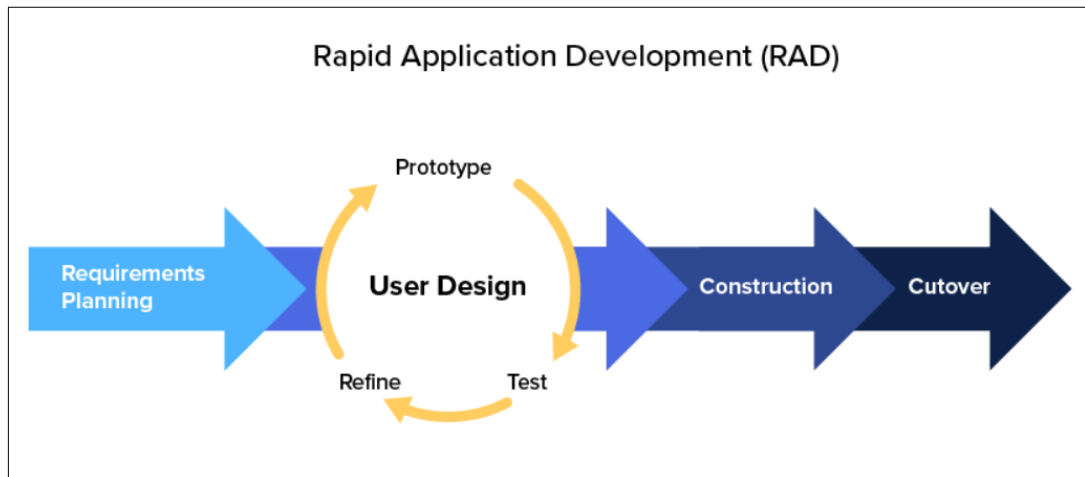 Rapid Application Development (RAD)
Prototype
Requirements
Planning
User Design
Construction
Cutover
Refine
Test